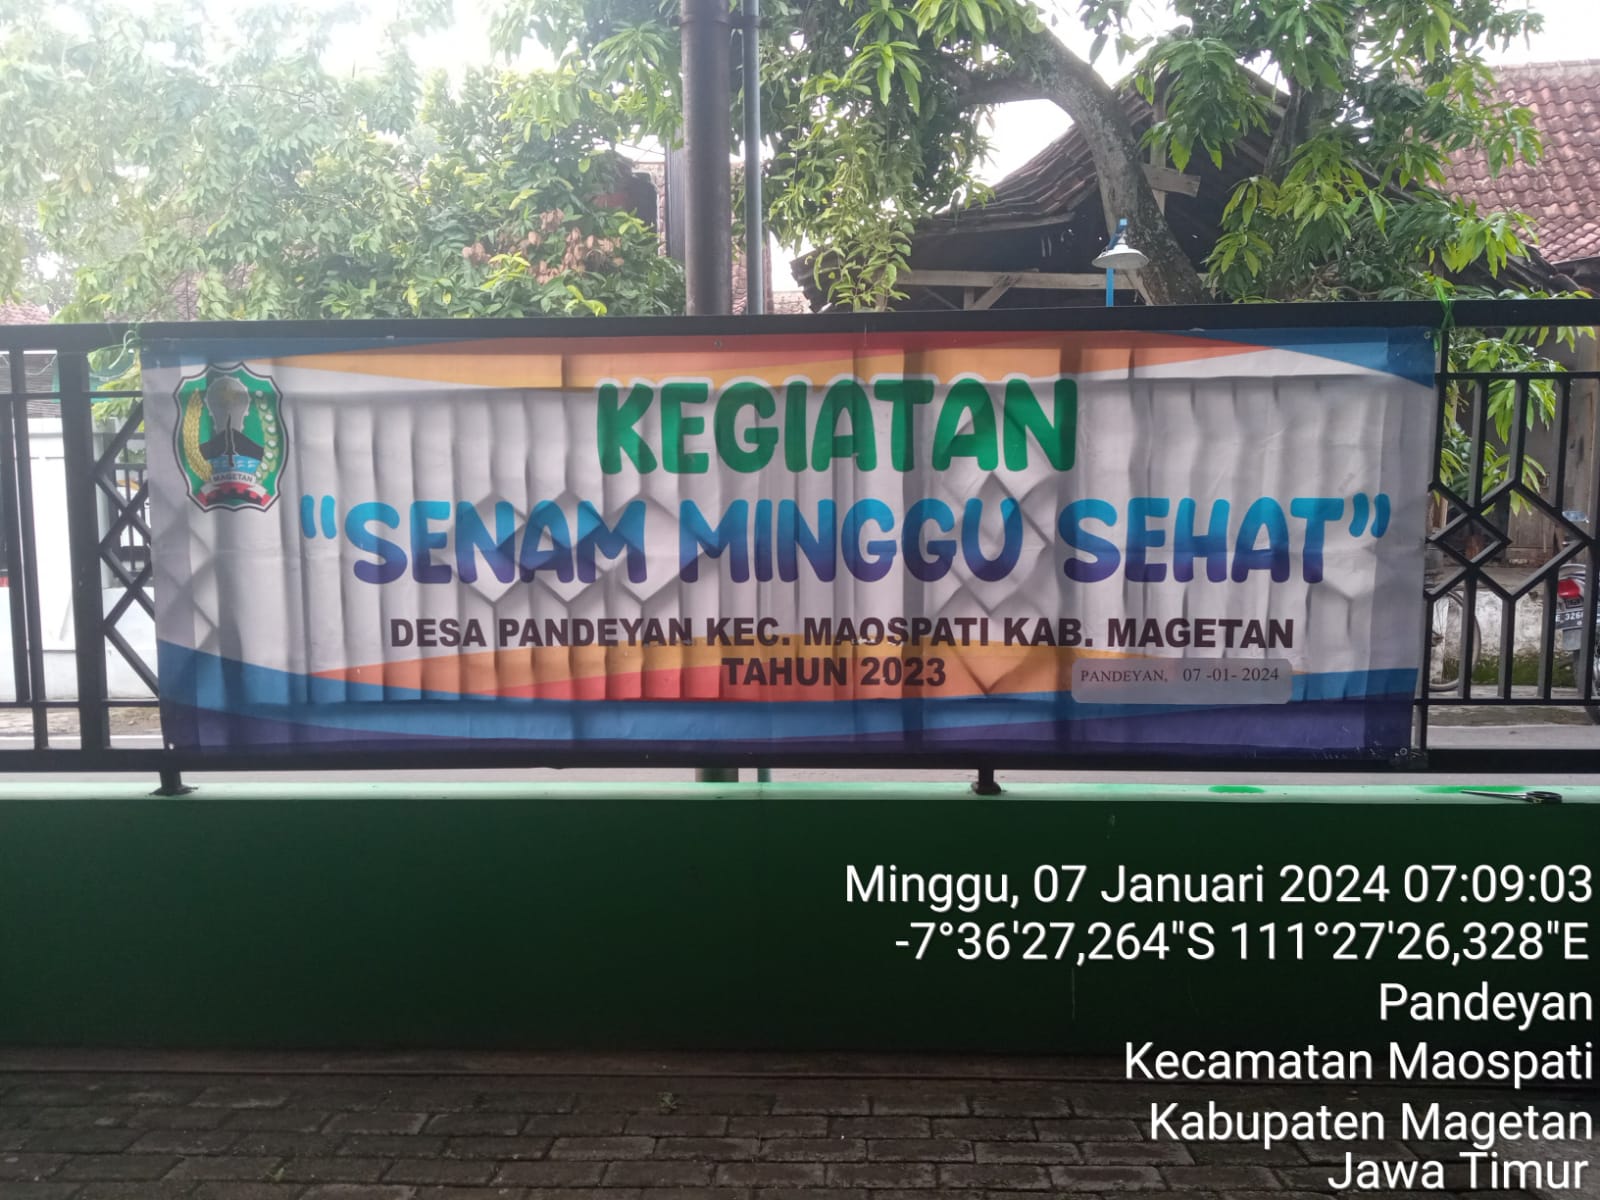 MAGETAN
KEGIATAN
"SENAM MINGGU SEHAT"
DESA PANDEYAN KEC. MAOSPATI KAB. MAGETAN
TAHUN 2023
PANDEYAN, 07 -01- 2024
Minggu, 07 Januari 2024 07:09:03
-7°36'27,264"S 111°27'26,328"E
Pandeyan
Kecamatan Maospati
Kabupaten Magetan
Jawa Timur